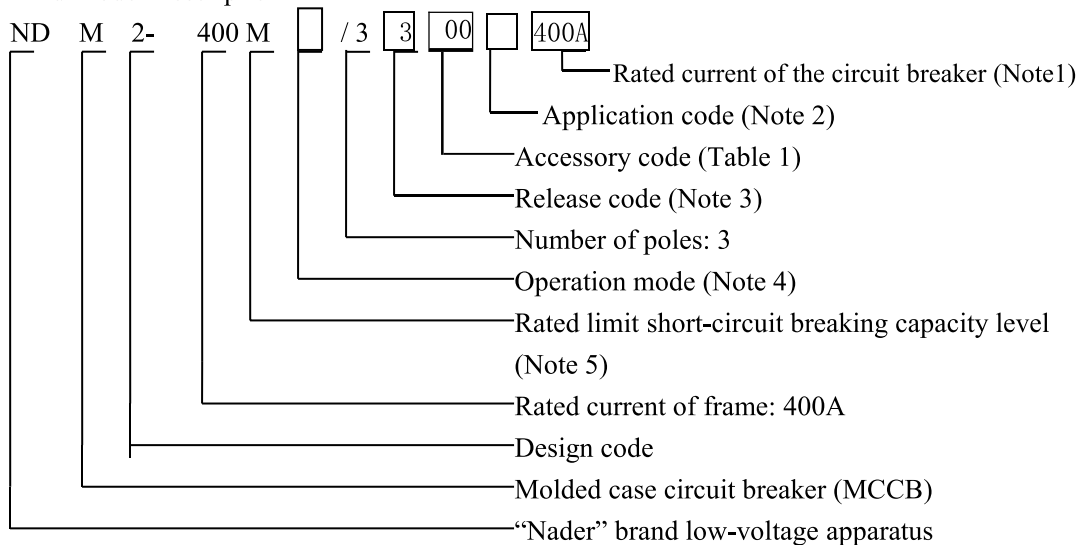 ND M 2- 400 M / 3 3 00 400A
Rated current of the circuit breaker (Note1)
Application code (Note 2)
Accessory code (Table 1)
Release code (Note 3)
Number of poles: 3
Operation mode (Note 4)
Rated limit short-circuit breaking capacity level
(Note 5)
Rated current of frame: 400A
Design code
Molded case circuit breaker (MCCB)
“Nader” brand low-voltage apparatus